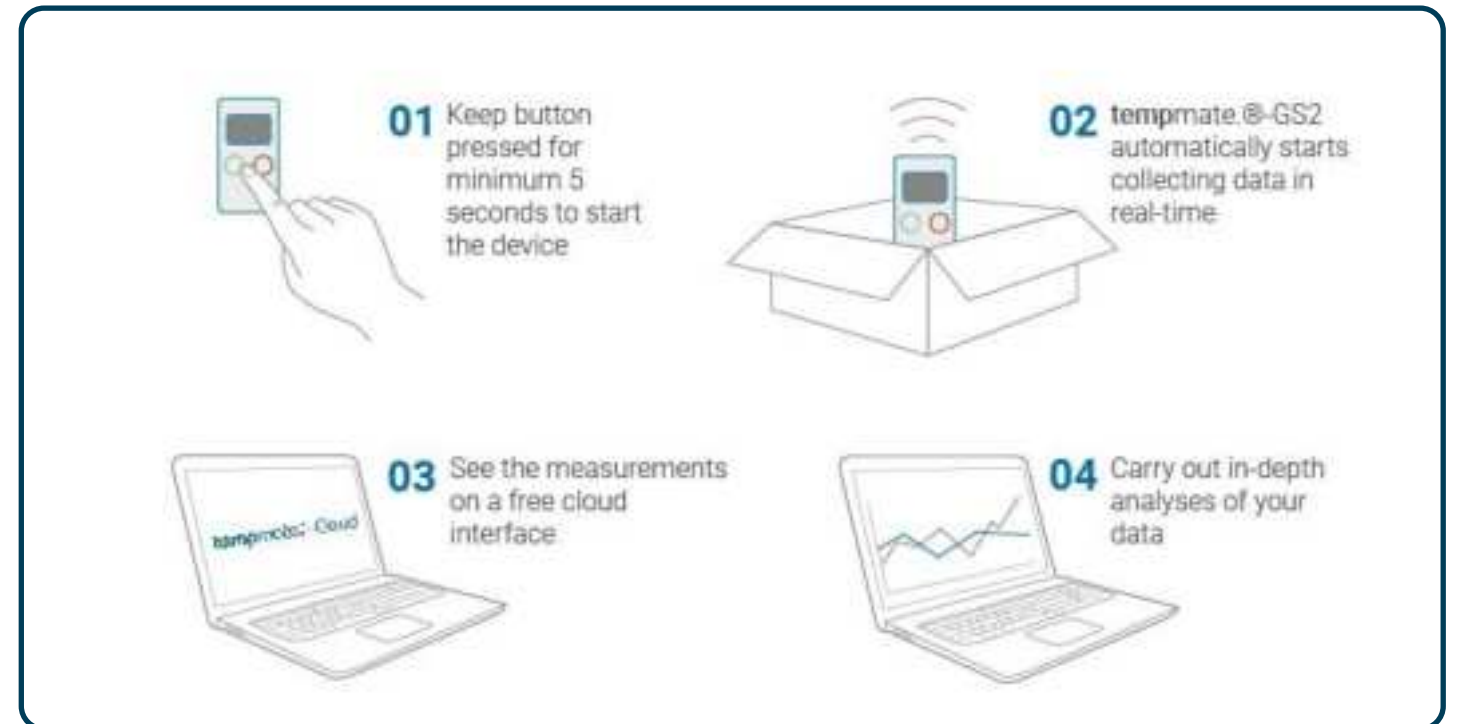 01 Keep button
pressed for
minimum 5
seconds to start
the device
02 tempmate.®-GS2
automatically starts
collecting data in
real-time
tempmate. Cloud
03 See the measurements
on a free cloud
interface
04 Carry out in-depth
analyses of your
data